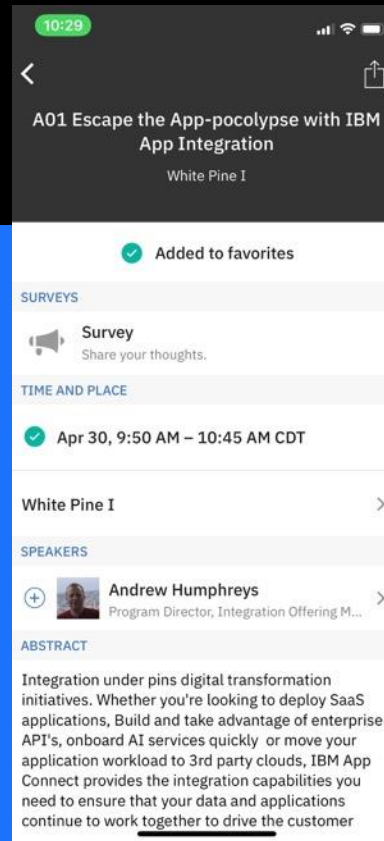 10:29
A01 Escape the App-pocolypse with IBM
App Integration
White Pine I
Added to favorites
SURVEYS
Survey
Share your thoughts.
TIME AND PLACE
Apr 30, 9:50 AM – 10:45 AM CDT
White Pine I
SPEAKERS
Andrew Humphreys
Program Director, Integration Offering M...
ABSTRACT
Integration under pins digital transformation
initiatives. Whether you're looking to deploy SaaS
applications, Build and take advantage of enterprise
API's, onboard AI services quickly or move your
application workload to 3rd party clouds, IBM App
Connect provides the integration capabilities you
need to ensure that your data and applications
continue to work together to drive the customer